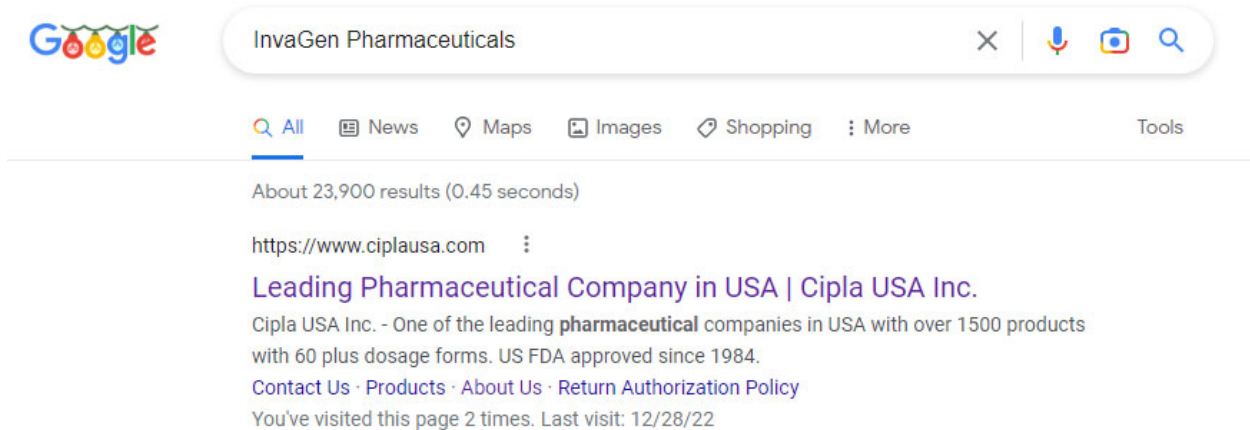 Google
InvaGen Pharmaceuticals
All News Maps Images Shopping More Tools
About 23,900 results (0.45 seconds)
https://www.ciplausa.com
Leading Pharmaceutical Company in USA | Cipla USA Inc.
Cipla USA Inc. - One of the leading pharmaceutical companies in USA with over 1500 products
with 60 plus dosage forms. US FDA approved since 1984.
Contact Us · Products · About Us · Return Authorization Policy
You've visited this page 2 times. Last visit: 12/28/22